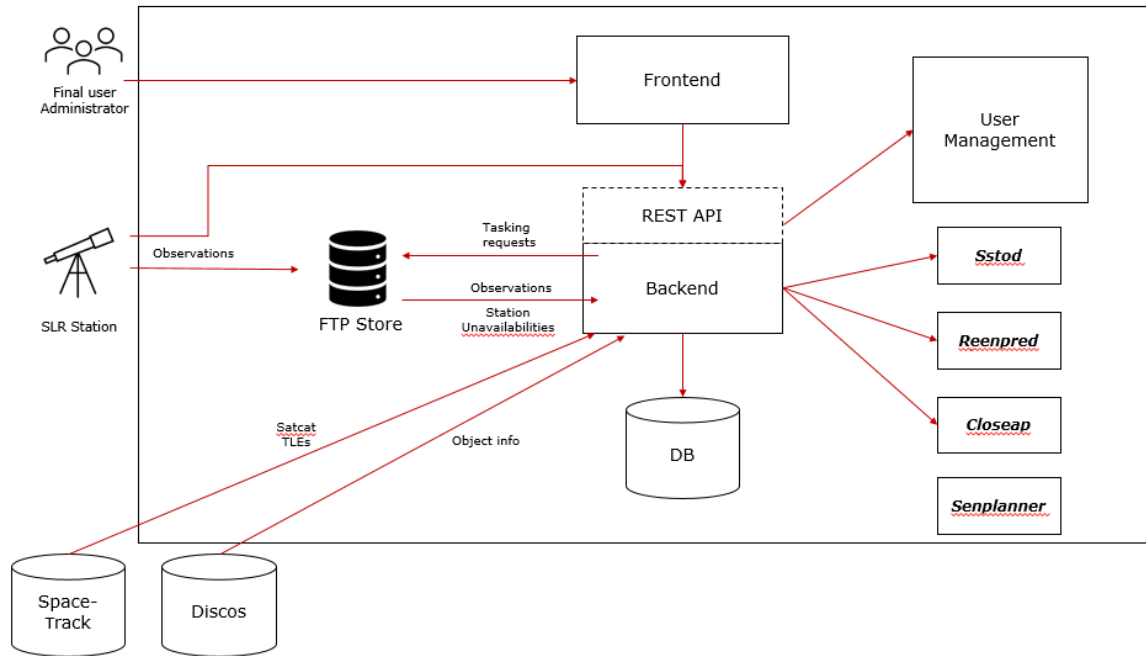 Final user
Administrator
Frontend
User
Management
REST API
Tasking
requests
Observations
Sstod
SLR Station
FTP Store
Observations
Station
Unavailabilities
Backend
Reenpred
Satcat
TLEs
Object info
DB
Closeap
Senplanner
Space-
Track
Discos